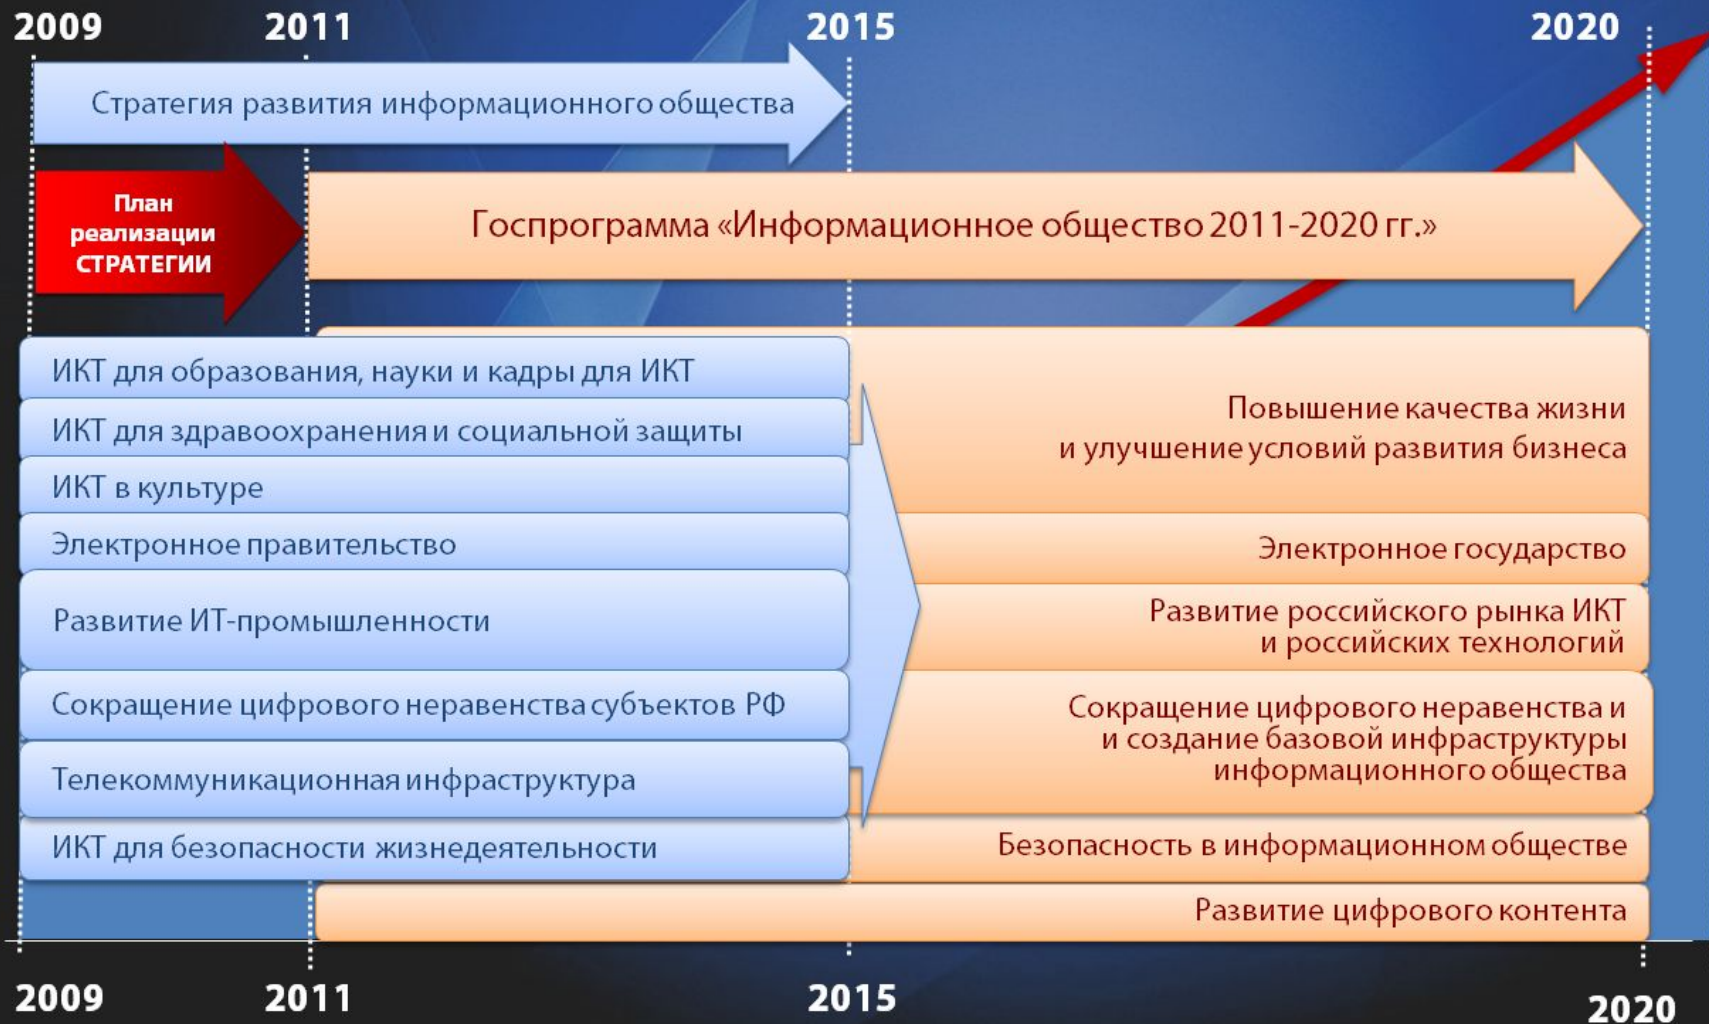 2009
2011
2015
2020
Стратегия развития информационного общества
План
реализации
СТРАТЕГИИ
Госпрограмма «Информационное общество 2011-2020 гг.»
ИКТ для образования, науки и кадры для ИКТ
ИКТ для здравоохранения и социальной защиты
ИКТ в культуре
Электронное правительство
Развитие ИТ-промышленности
Сокращение цифрового неравенства субъектов РФ
Телекоммуникационная инфраструктура
ИКТ для безопасности жизнедеятельности
Повышение качества жизни
и улучшение условий развития бизнеса
Электронное государство
Развитие российского рынка ИКТ
и российских технологий
Сокращение цифрового неравенства и
и создание базовой инфраструктуры
информационного общества
Безопасность в информационном обществе
Развитие цифрового контента
2009
2011
2015
2020